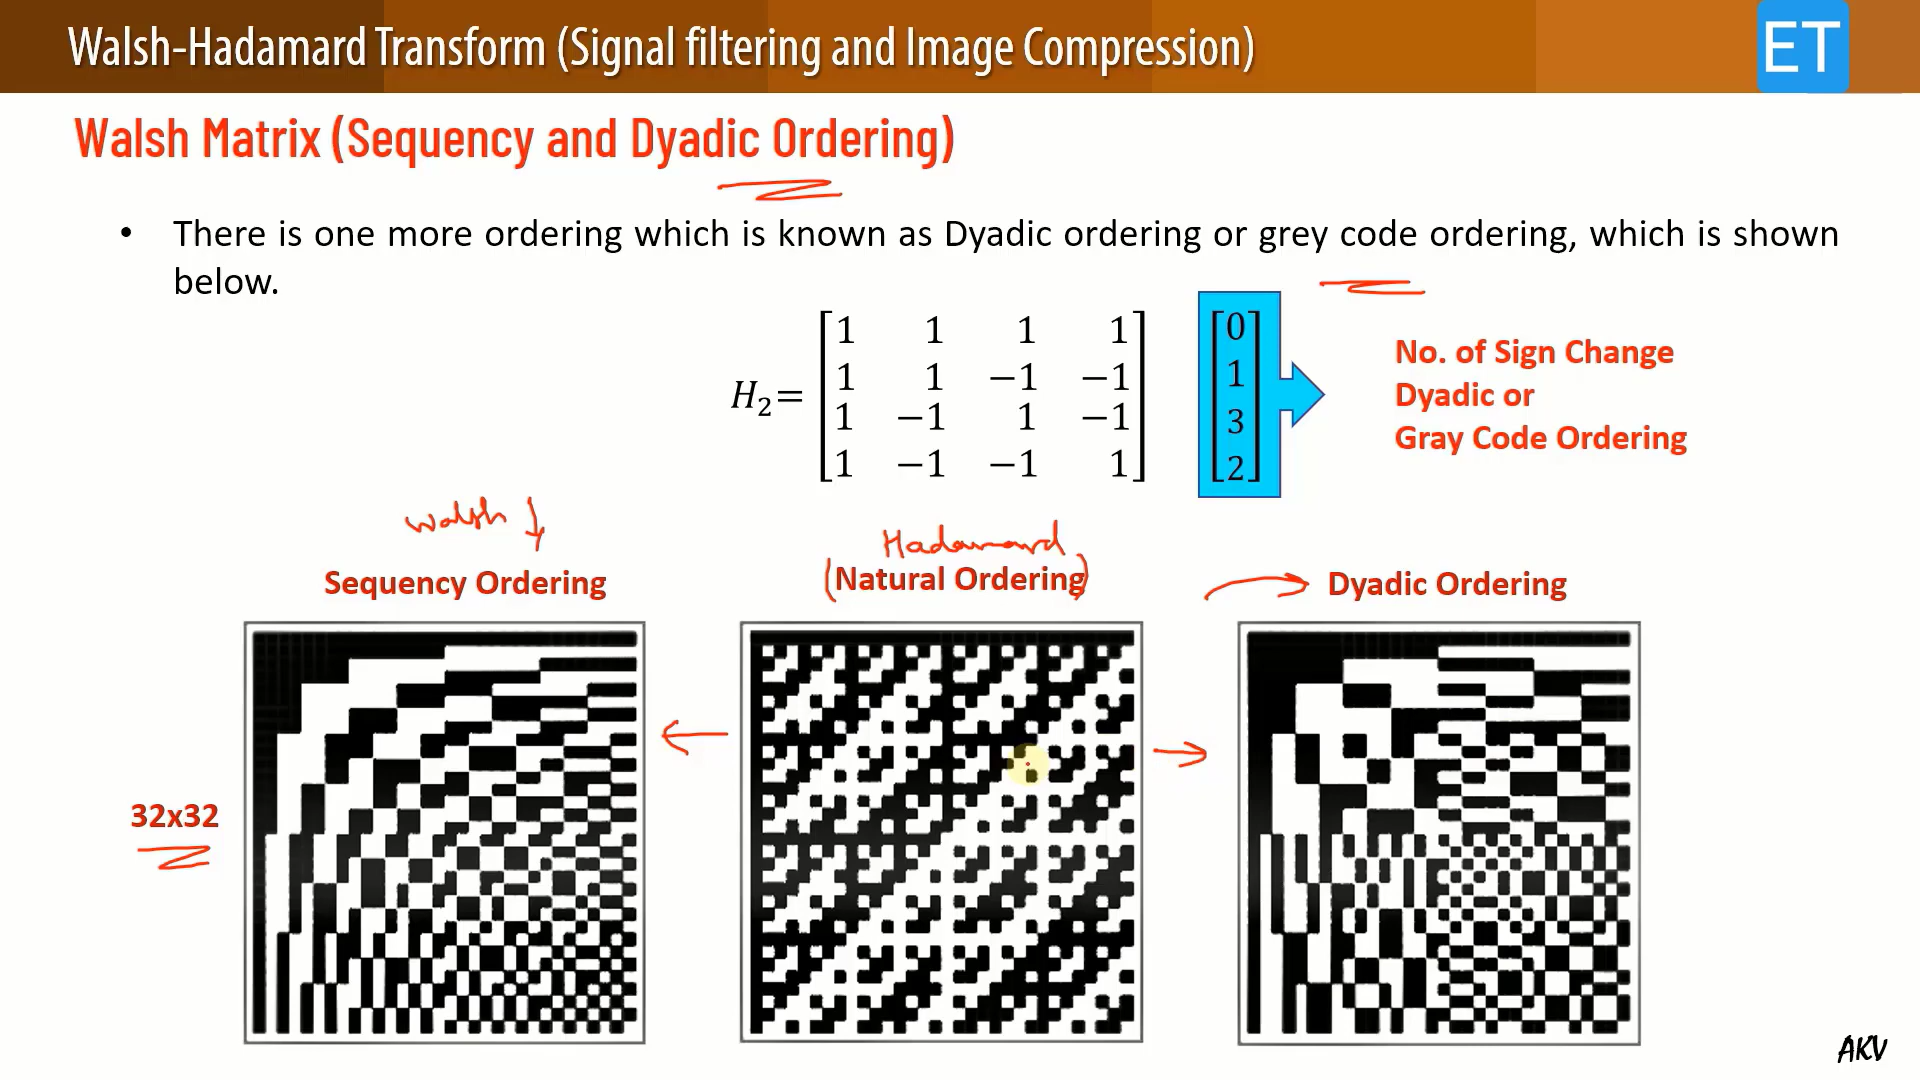 Walsh-Hadamard Transform (Signal filtering and Image Compression)
ET
Walsh Matrix (Sequency and Dyadic Ordering)
• There is one more ordering which is known as Dyadic ordering or grey code ordering, which is shown
below.
H₂= [1 1 1 1] [0]
[1 1 −1 −1] [1]
[1 −1 1 −1] [3]
[1 −1 −1 1] [2]
No. of Sign Change
Dyadic or
Gray Code Ordering
Walsh
Sequency Ordering
Hadamard
(Natural Ordering)
Dyadic Ordering
32x32
AKV